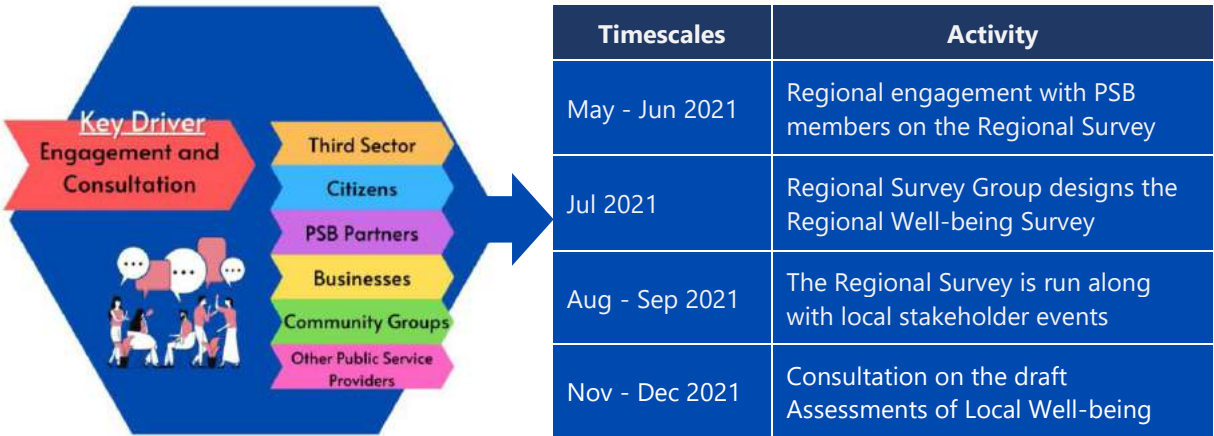 Key Driver
Engagement and
Consultation
Third Sector
Citizens
PSB Partners
Businesses
Community Groups
Other Public Service
Providers
Timescales
Activity
May - Jun 2021
Regional engagement with PSB
members on the Regional Survey
Jul 2021
Regional Survey Group designs the
Regional Well-being Survey
Aug - Sep 2021
The Regional Survey is run along
with local stakeholder events
Nov - Dec 2021
Consultation on the draft
Assessments of Local Well-being